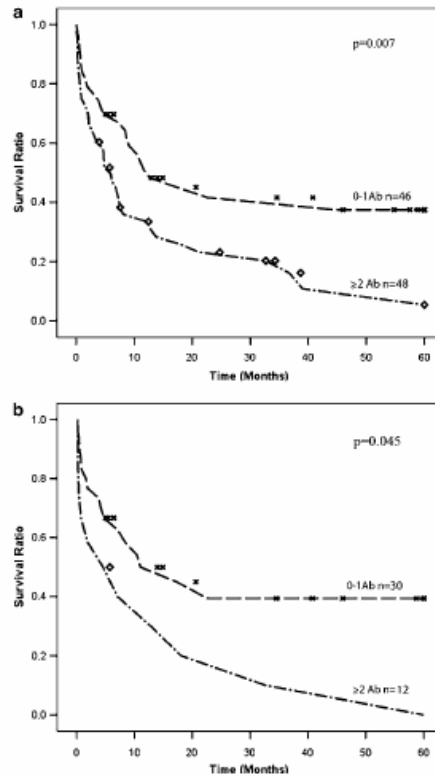 a
p=0.007
1.0
0.8
0.6
0.4
0.2
0.0
Survival Ratio
0-1Ab n=46
≥2 Ab n=48
0
10
20
30
40
50
60
Time (Months)
b
p=0.045
1.0
0.8
0.6
0.4
0.2
0.0
Survival Ratio
0-1Ab n=30
≥2 Ab n=12
0
10
20
30
40
50
60
Time (Months)